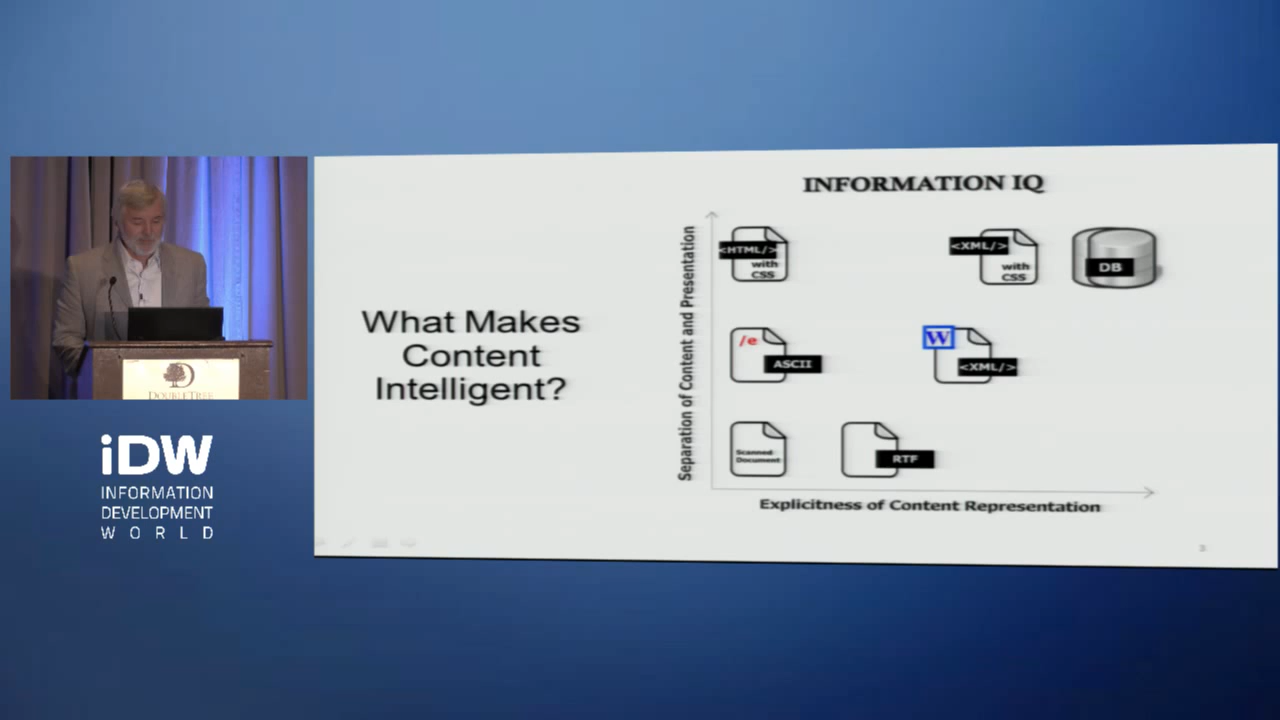 INFORMATION IQ
What Makes
Content
Intelligent?
Separation of Content and Presentation
<HTML/>
with
CSS
<XML/>
with
CSS
DB
/e
ASCII
W
<XML/>
Scanned
Document
RTF
Explicitness of Content Representation
3
DOUBLETREE
iDW
INFORMATION
DEVELOPMENT
WORLD